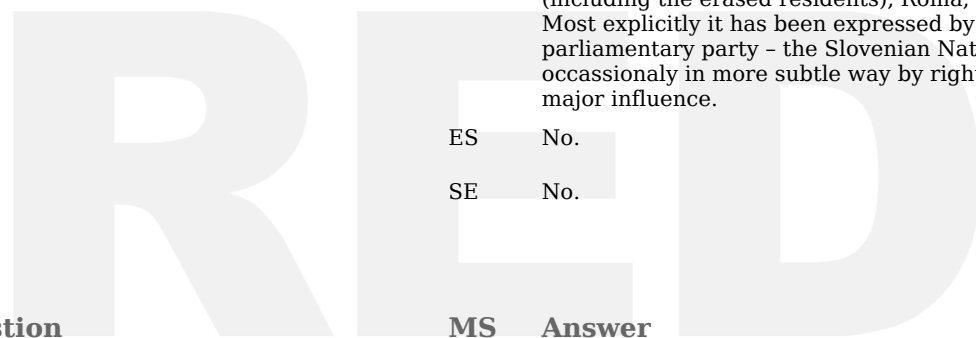 (including the erased residents), Roma,
Most explicitly it has been expressed by
parliamentary party – the Slovenian Nat
occassionaly in more subtle way by righ
major influence.
ES No.
SE No.
RED
stion MS Answer